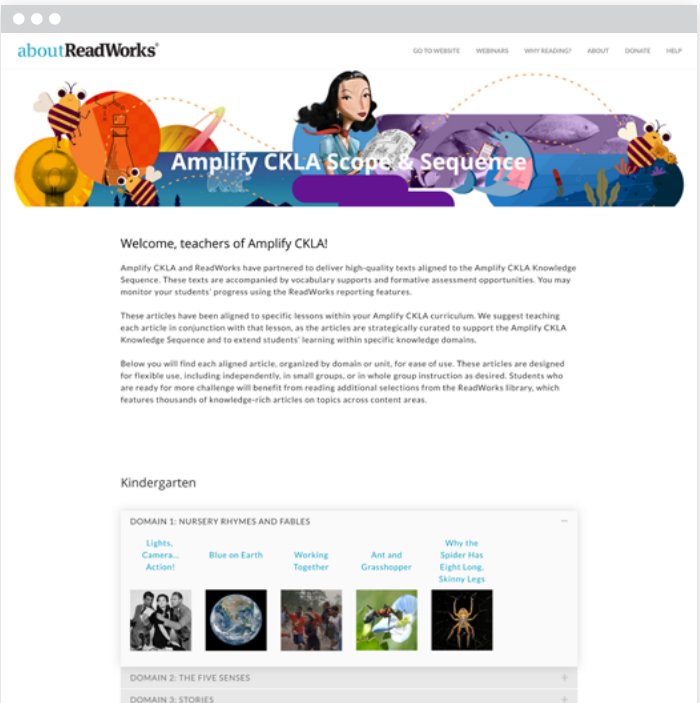 aboutReadWorks®
GO TO WEBSITE WEBINARS WHY READING? ABOUT DONATE HELP
Amplify CKLA Scope & Sequence
Welcome, teachers of Amplify CKLA!
Amplify CKLA and ReadWorks have partnered to deliver high-quality texts aligned to the Amplify CKLA Knowledge
Sequence. These texts are accompanied by vocabulary supports and formative assessment opportunities. You may
monitor your students' progress using the ReadWorks reporting features.
These articles have been aligned to specific lessons within your Amplify CKLA curriculum. We suggest teaching
each article in conjunction with that lesson, as the articles are strategically curated to support the Amplify CKLA
Knowledge Sequence and to extend students' learning within specific knowledge domains.
Below you will find each aligned article, organized by domain or unit, for ease of use. These articles are designed
for flexible use, including independently, in small groups, or in whole group instruction as desired. Students who
are ready for more challenge will benefit from reading additional selections from the ReadWorks library, which
features thousands of knowledge-rich articles on topics across content areas.
Kindergarten
DOMAIN 1: NURSERY RHYMES AND FABLES
Lights,
Camera...
Action!
Blue on Earth
Working
Together
Ant and
Grasshopper
Why the
Spider Has
Eight Long,
Skinny Legs
DOMAIN 2: THE FIVE SENSES
DOMAIN 3: STORIES